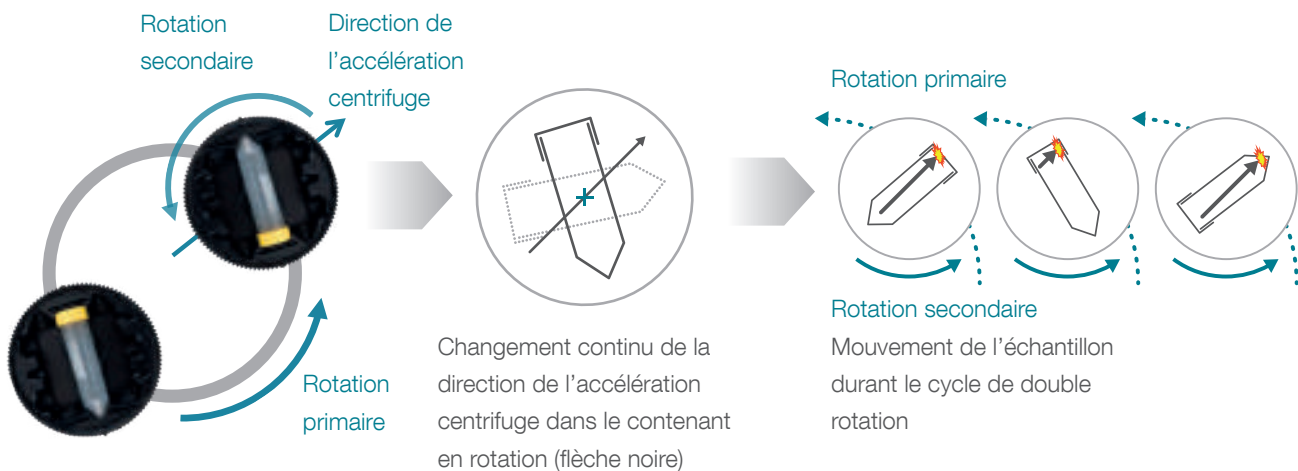 Rotation
secondaire
Direction de
l’accélération
centrifuge
Rotation
primaire
Changement continu de la
direction de l’accélération
centrifuge dans le contenant
en rotation (flèche noire)
Rotation primaire
Rotation secondaire
Mouvement de l’échantillon
durant le cycle de double
rotation